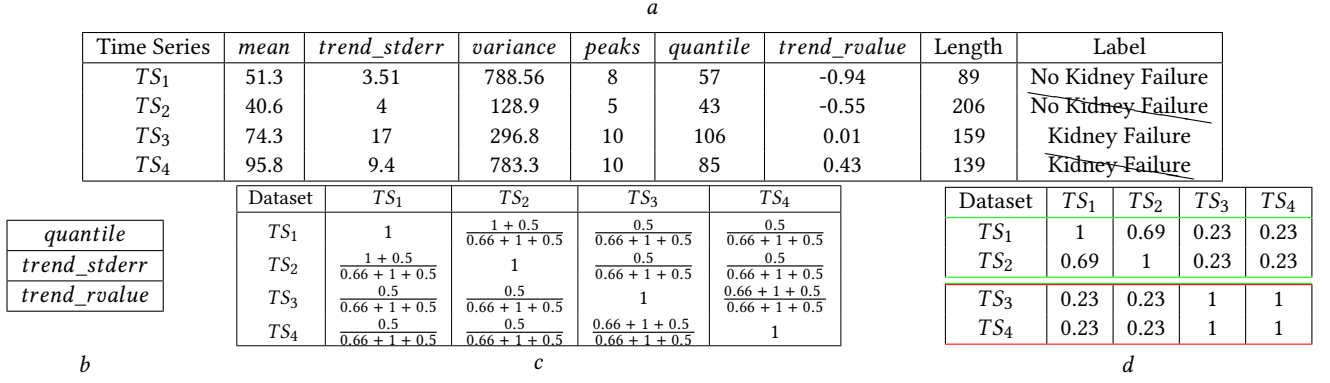 a
Time Series mean trend_stderr variance peaks quantile trend_rvalue Length Label
TS1 51.3 3.51 788.56 8 57 -0.94 89 No Kidney Failure
TS2 40.6 4 128.9 5 43 -0.55 206 No Kidney Failure
TS3 74.3 17 296.8 10 106 0.01 159 Kidney Failure
TS4 95.8 9.4 783.3 10 85 0.43 139 Kidney Failure
quantile
trend_stderr
trend_rvalue
b
Dataset TS1 TS2 TS3 TS4
TS1 1 1 + 0.5 / 0.66 + 1 + 0.5 0.5 / 0.66 + 1 + 0.5 0.5 / 0.66 + 1 + 0.5
TS2 1 + 0.5 / 0.66 + 1 + 0.5 1 0.5 / 0.66 + 1 + 0.5 0.5 / 0.66 + 1 + 0.5
TS3 0.5 / 0.66 + 1 + 0.5 0.5 / 0.66 + 1 + 0.5 1 0.66 + 1 + 0.5 / 0.66 + 1 + 0.5
TS4 0.5 / 0.66 + 1 + 0.5 0.5 / 0.66 + 1 + 0.5 0.66 + 1 + 0.5 / 0.66 + 1 + 0.5 1
c
Dataset TS1 TS2 TS3 TS4
TS1 1 0.69 0.23 0.23
TS2 0.69 1 0.23 0.23
TS3 0.23 0.23 1 1
TS4 0.23 0.23 1 1
d